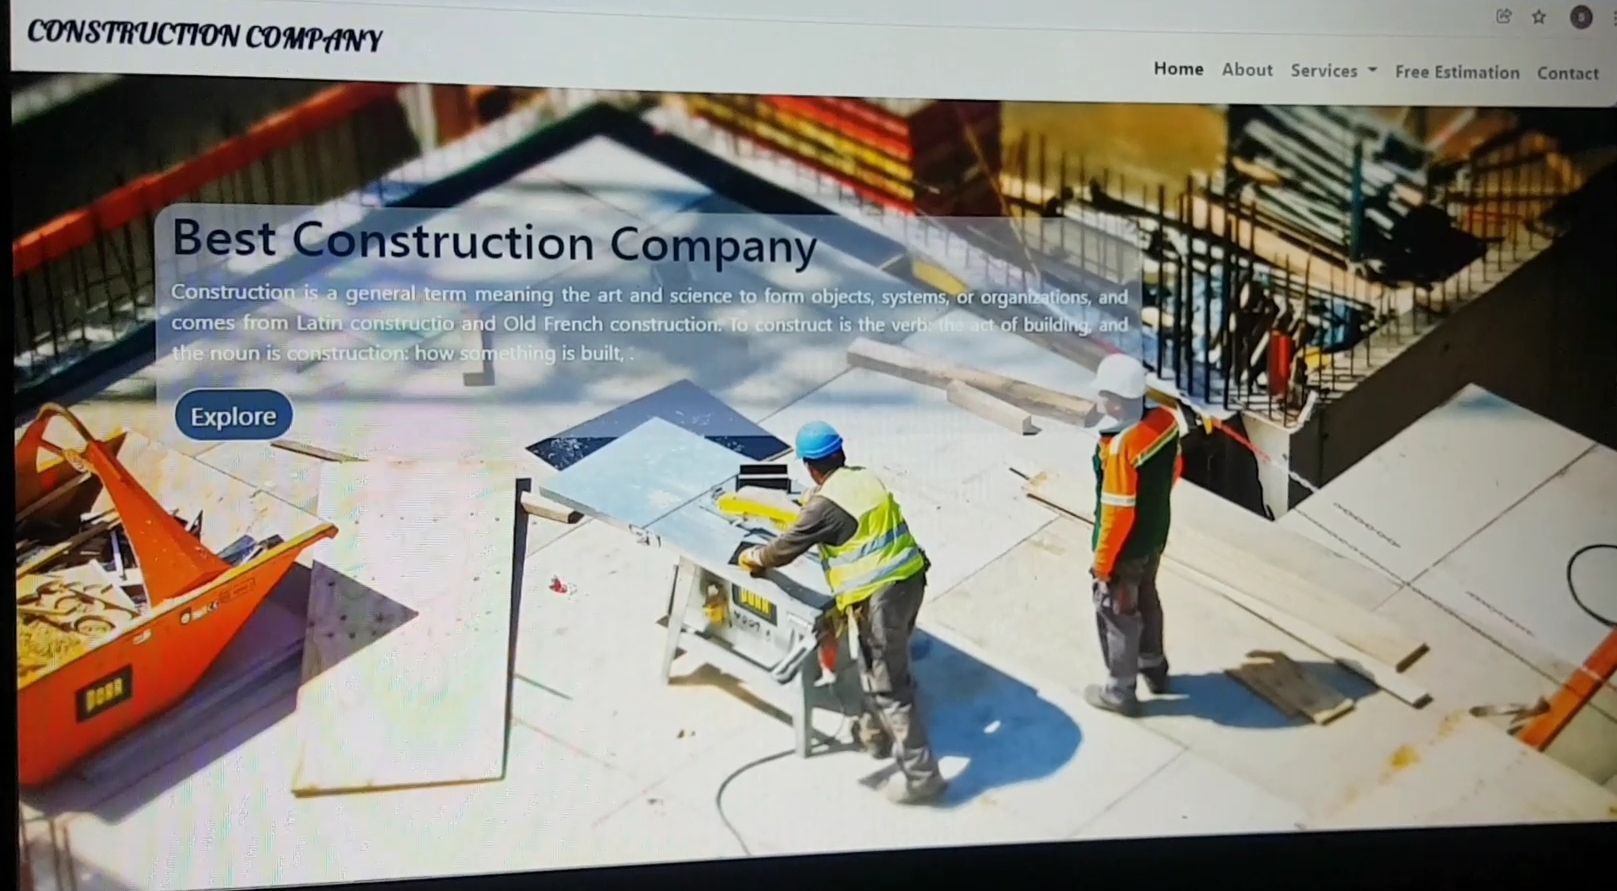 CONSTRUCTION COMPANY
Home About Services Free Estimation Contact
Best Construction Company
Construction is a general term meaning the art and science to form objects, systems, or organizations, and
comes from Latin constructio and Old French construction. To construct is the verb: the act of building, and
the noun is construction: how something is built, .
Explore